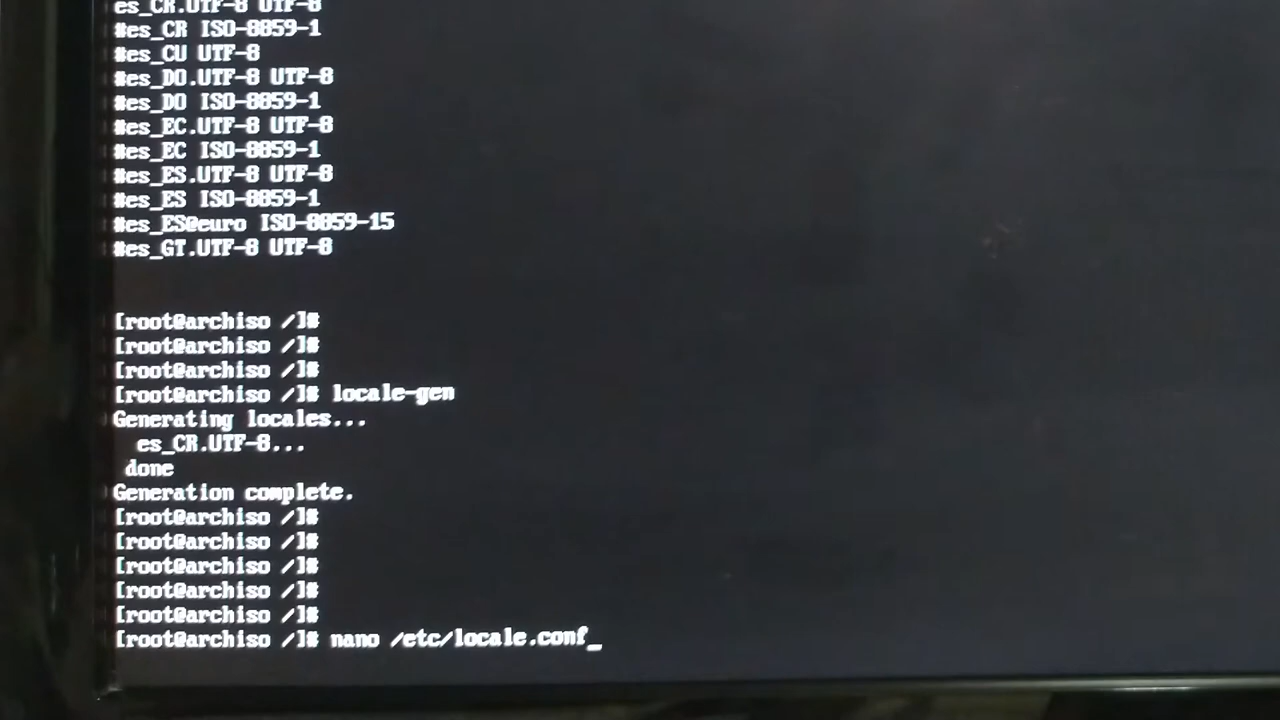 es_CR.UTF-8 UTF-8
#es_CR ISO-8859-1
#es_CU UTF-8
#es_DO.UTF-8 UTF-8
#es_DO ISO-8859-1
#es_EC.UTF-8 UTF-8
#es_EC ISO-8859-1
#es_ES.UTF-8 UTF-8
#es_ES ISO-8859-1
#es_ES@euro ISO-8859-15
#es_GT.UTF-8 UTF-8
[root@archiso /]#
[root@archiso /]#
[root@archiso /]#
[root@archiso /]# locale-gen
Generating locales...
es_CR.UTF-8...
done
Generation complete.
[root@archiso /]#
[root@archiso /]#
[root@archiso /]#
[root@archiso /]#
[root@archiso /]#
[root@archiso /]# nano /etc/locale.conf_